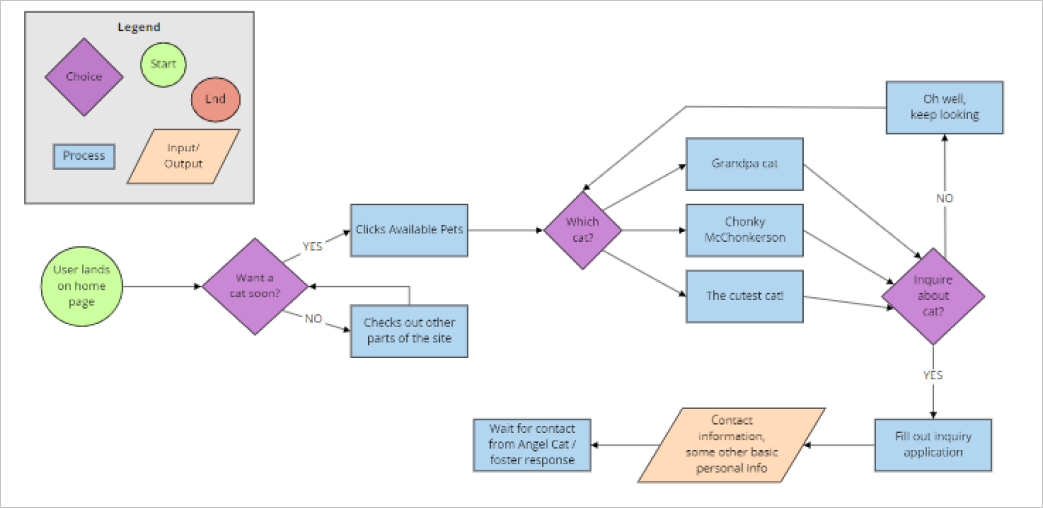 Legend
Choice
Start
End
Process
Input/
Output
Oh well,
keep looking
Grandpa cat
NO
Which
cat?
Chonky
McChonkerson
Clicks Available Pets
YES
User lands
on home
page
Want a
cat soon?
The cutest cat!
Inquire
about
cat?
NO
Checks out other
parts of the site
YES
Wait for contact
from Angel Cat /
foster response
Contact
information,
some other basic
personal info
Fill out inquiry
application